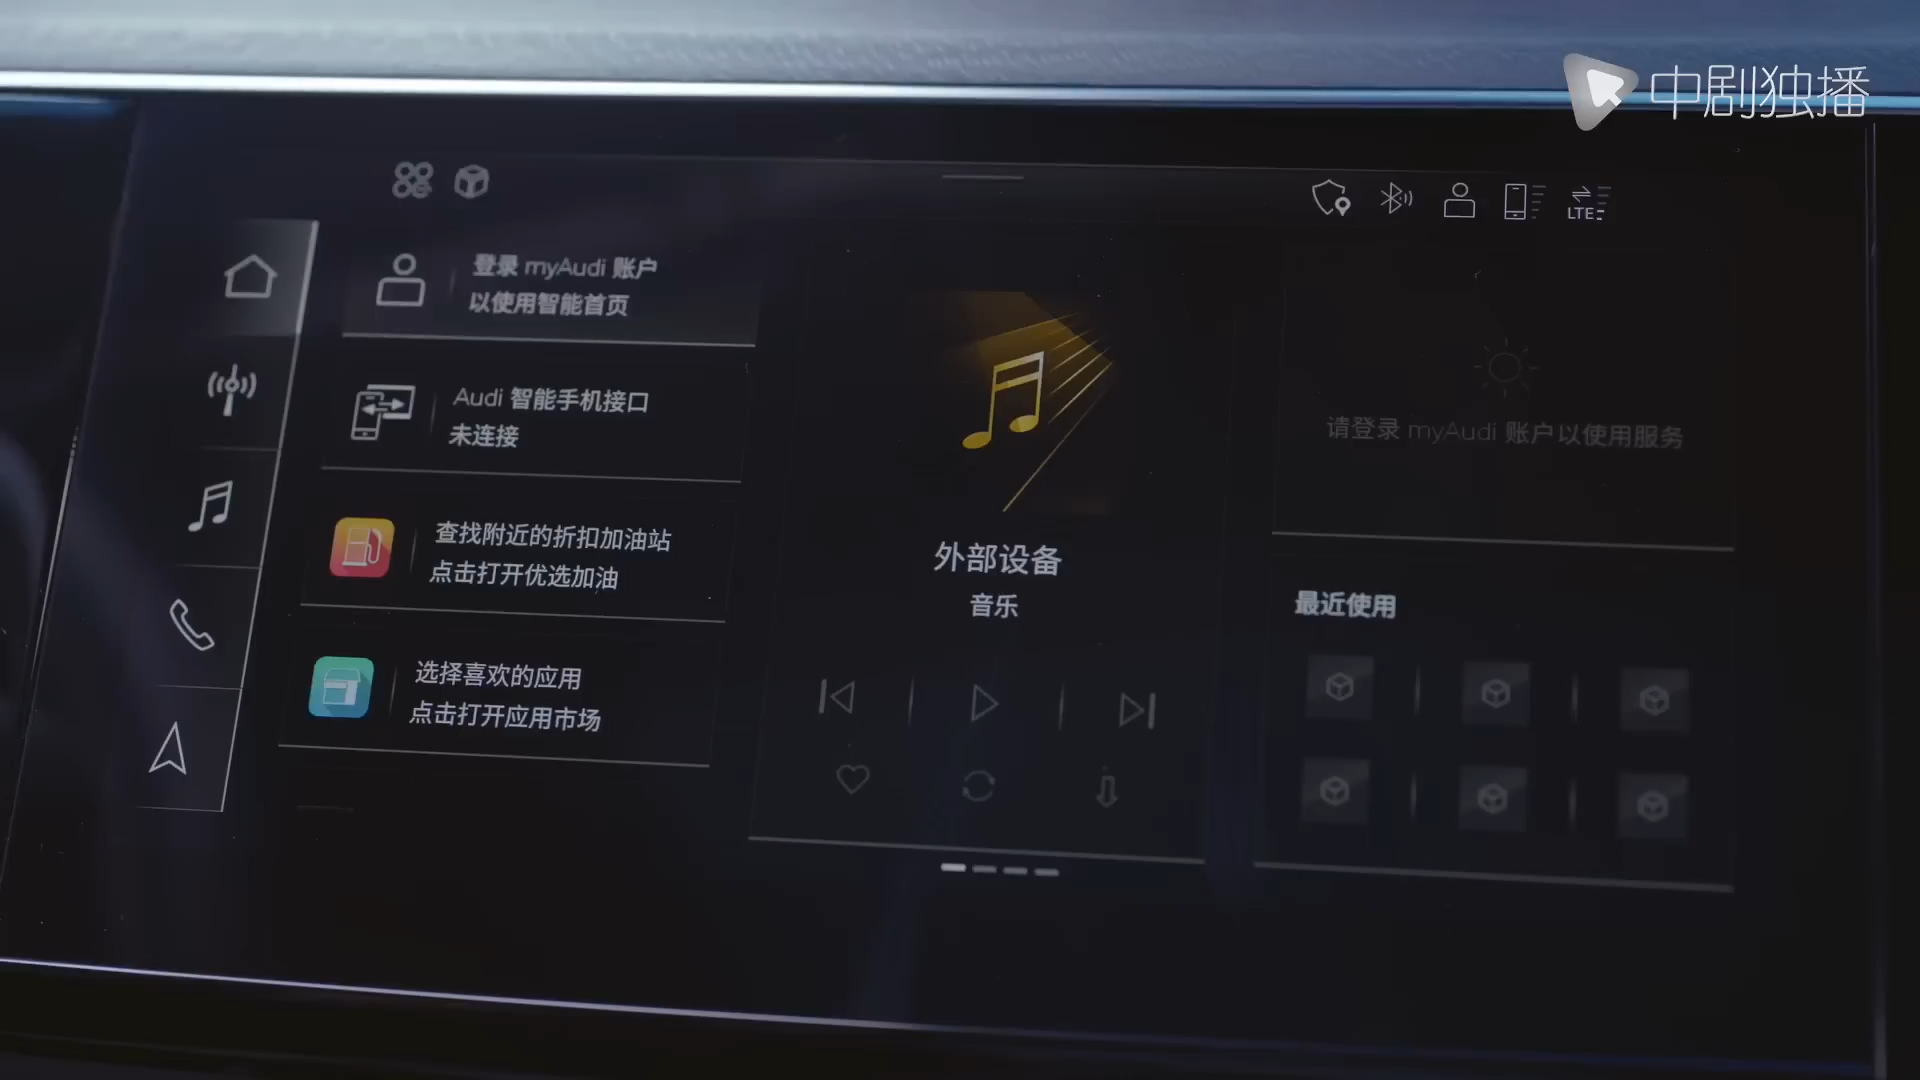 中剧独播
LTE
登录 myAudi 账户
以使用智能首页
Audi 智能手机接口
未连接
查找附近的折扣加油站
点击打开优选加油
选择喜欢的应用
点击打开应用市场
外部设备
音乐
请登录 myAudi 账户以使用服务
最近使用